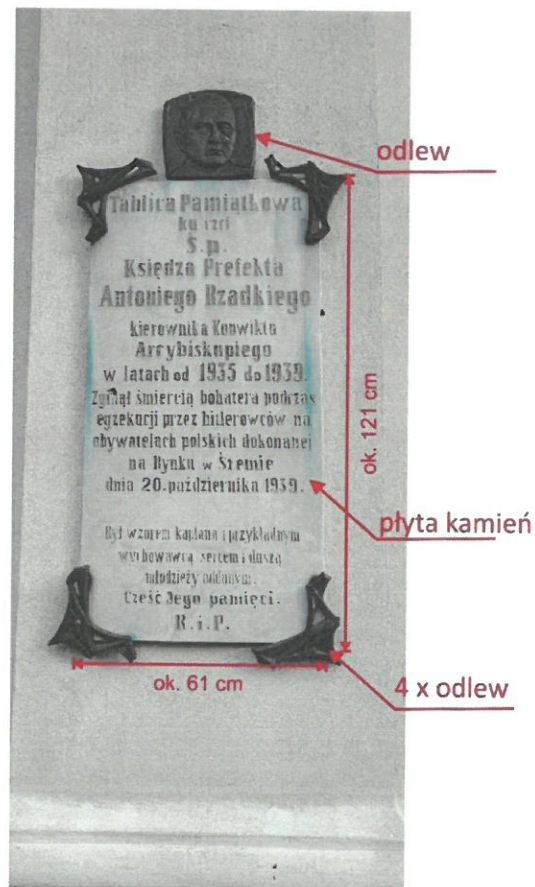 odlew
Tablica Pamiątkowa
ku czci
Ś.p.
Księdza Prefekta
Antoniego Rzadkiego
kierownika Konwiktu
Arcybiskupiego
w latach od 1935 do 1939.
Zginął śmiercią bohatera podczas
egzekucji przez hitlerowców na
obywatelach polskich dokonanej
na Rynku w Śremie
dnia 20. października 1939.
ok. 121 cm
płyta kamień
Był wzorem kapłana i przykładnym
wychowawcą sercem i duszą
młodzieży oddanym.
Cześć Jego pamięci.
R.i.P.
4 x odlew
ok. 61 cm